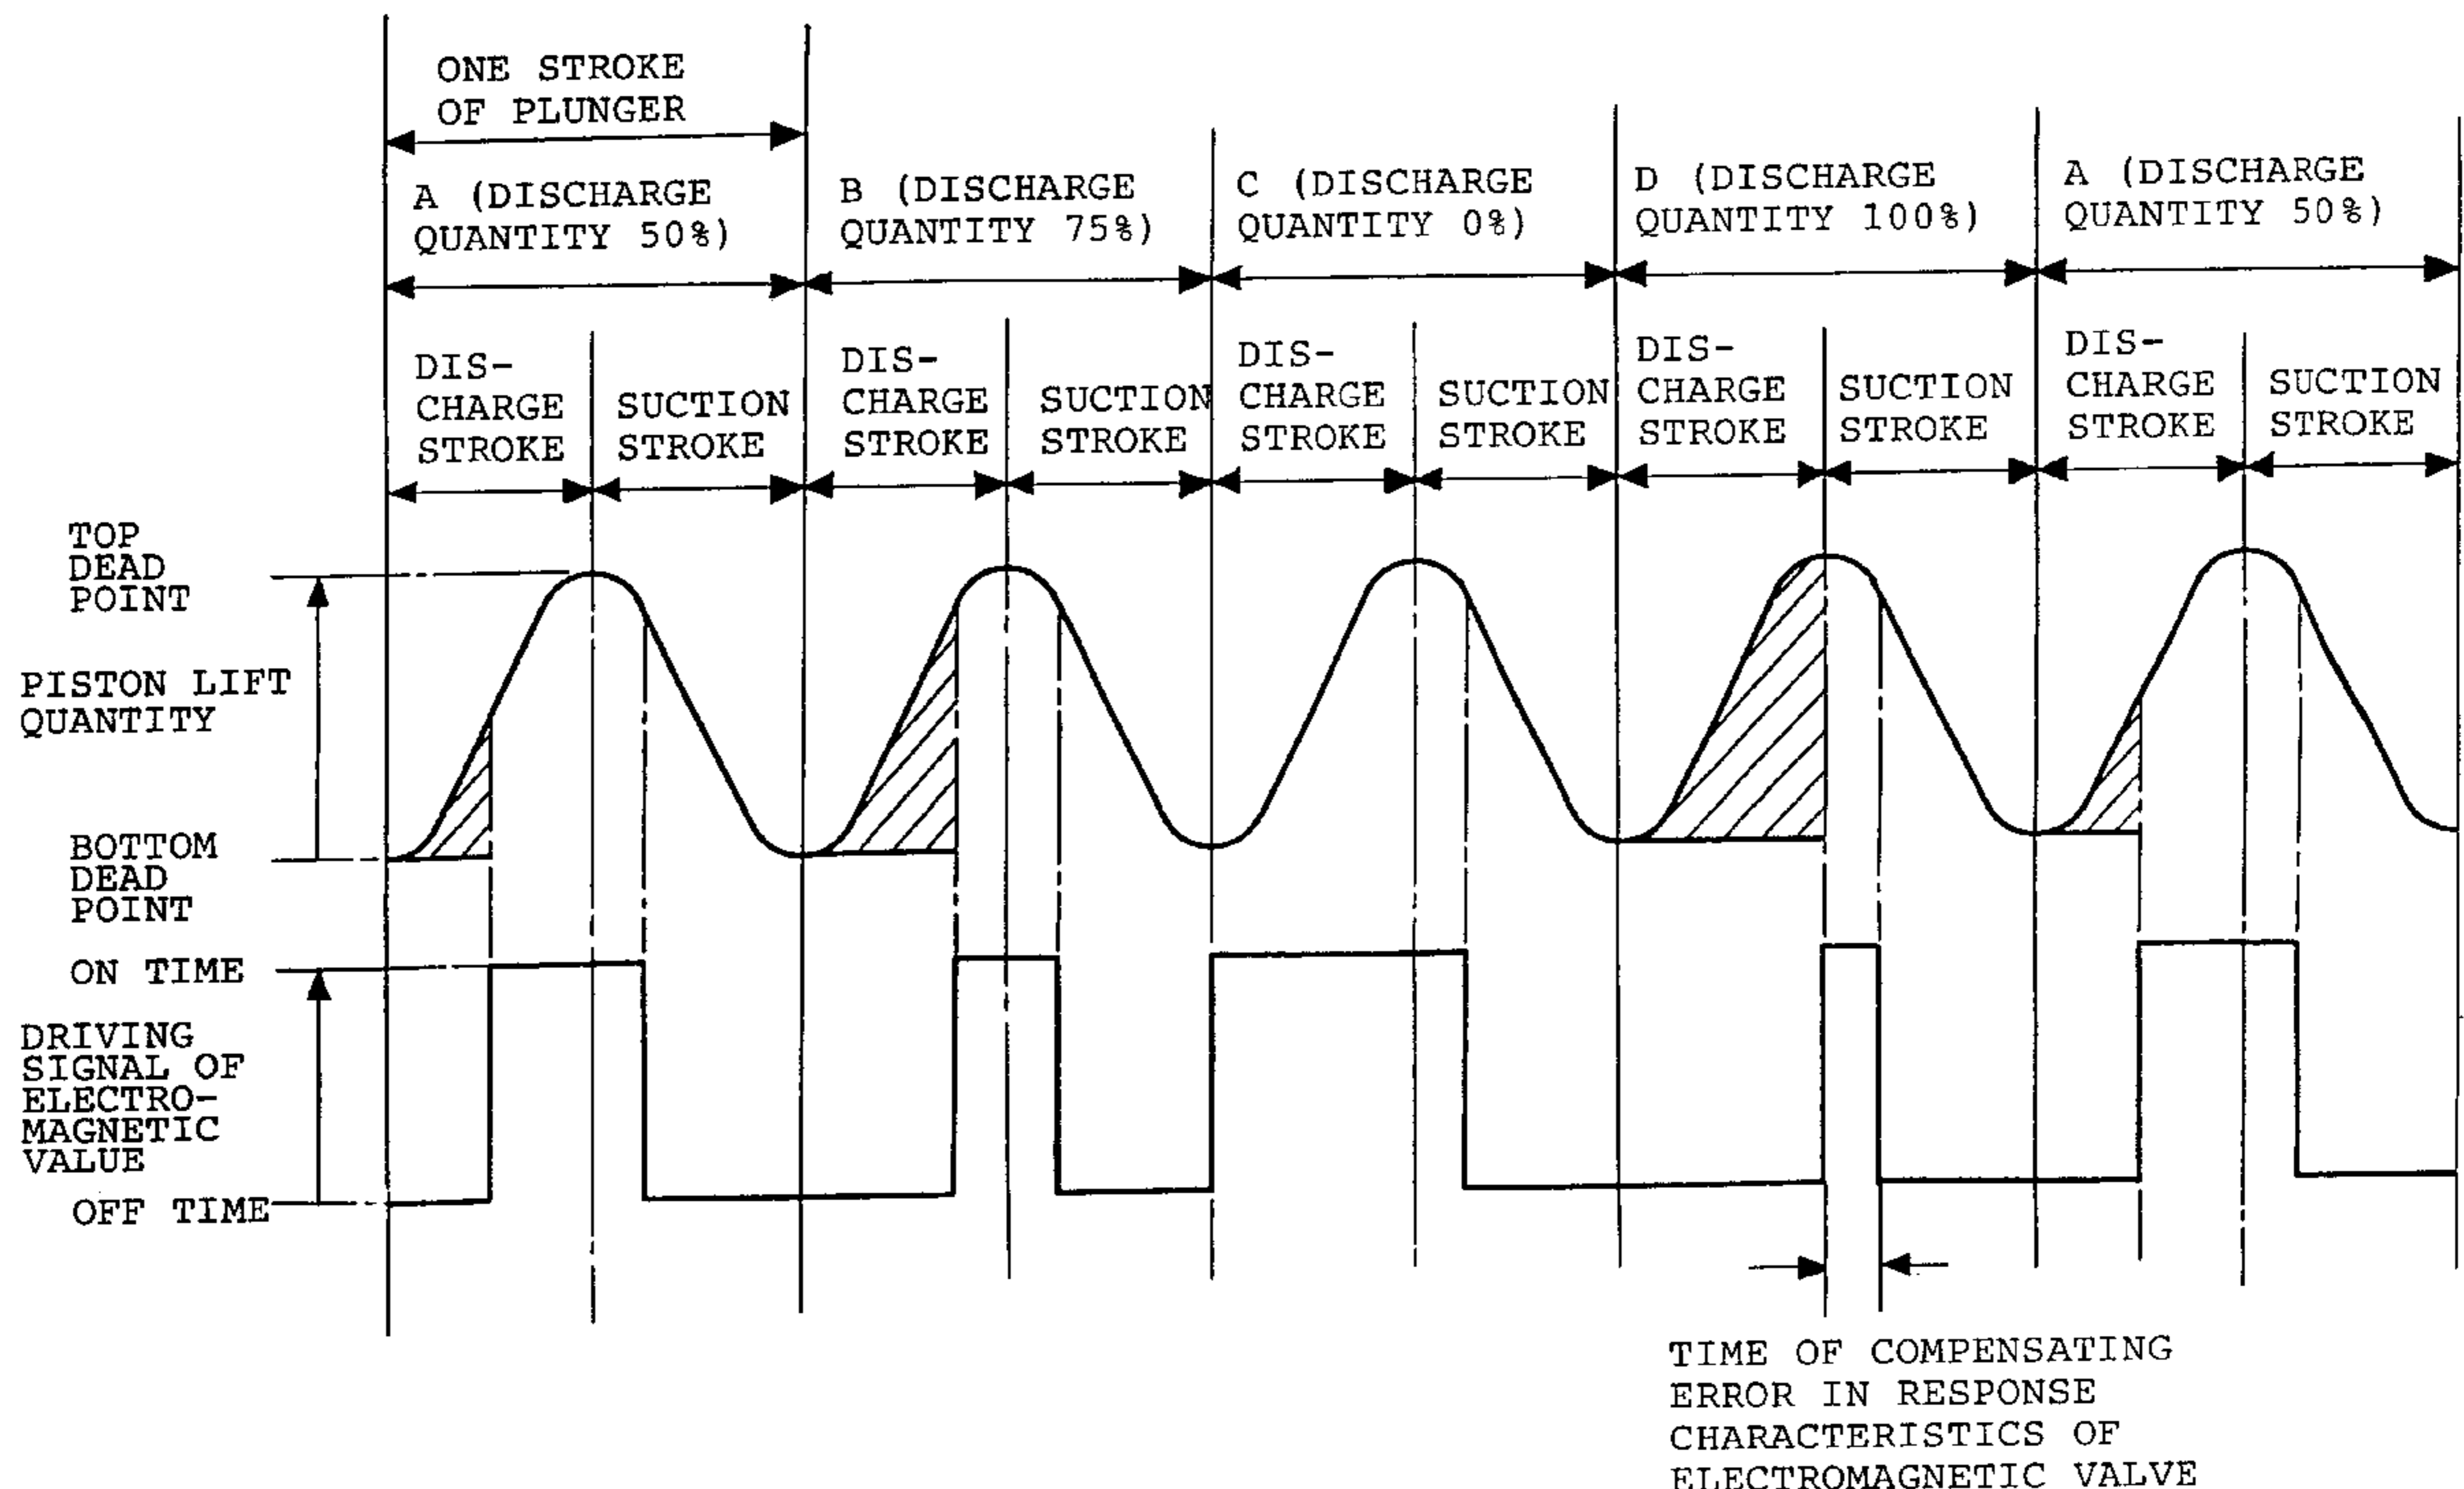 ONE STROKE
OF PLUNGER
A (DISCHARGE
QUANTITY 50%)
B (DISCHARGE
QUANTITY 75%)
C (DISCHARGE
QUANTITY 0%)
D (DISCHARGE
QUANTITY 100%)
A (DISCHARGE
QUANTITY 50%)
DIS-
CHARGE
STROKE
SUCTION
STROKE
DIS-
CHARGE
STROKE
SUCTION
STROKE
DIS-
CHARGE
STROKE
SUCTION
STROKE
DIS-
CHARGE
STROKE
SUCTION
STROKE
DIS-
CHARGE
STROKE
SUCTION
STROKE
TOP
DEAD
POINT
PISTON LIFT
QUANTITY
BOTTOM
DEAD
POINT
ON TIME
DRIVING
SIGNAL OF
ELECTRO-
MAGNETIC
VALUE
OFF TIME
TIME OF COMPENSATING
ERROR IN RESPONSE
CHARACTERISTICS OF
ELECTROMAGNETIC VALVE